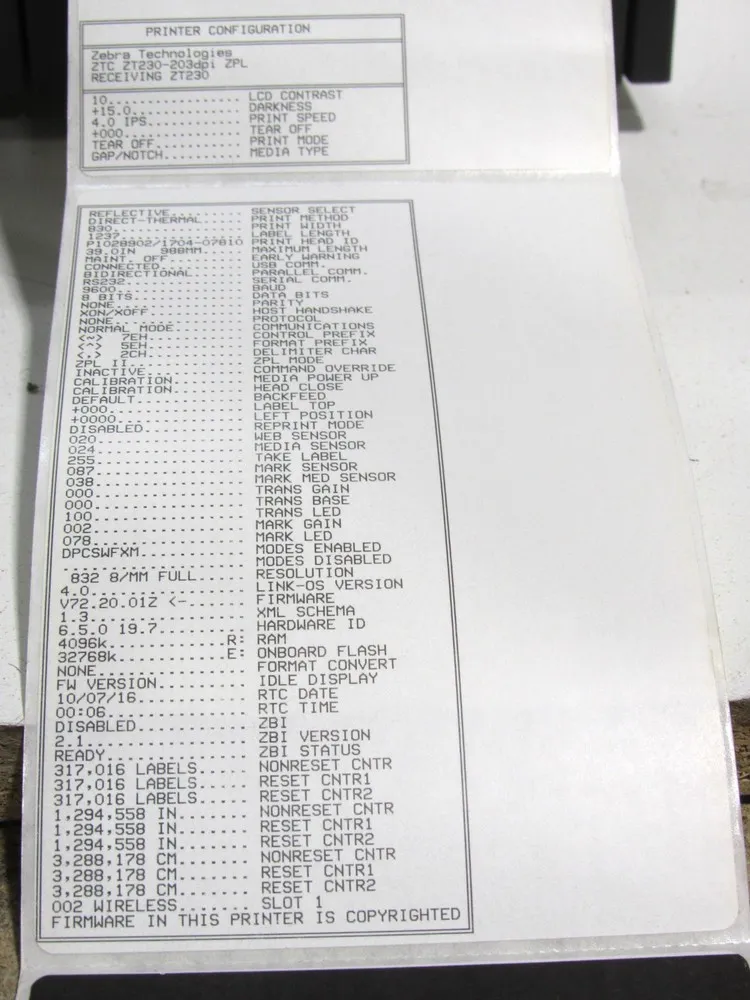 PRINTER CONFIGURATION
Zebra Technologies
ZTC ZT230-203dpi ZPL
RECEIVING ZT230
10................ LCD CONTRAST
+15.0............. DARKNESS
4.0 IPS........... PRINT SPEED
+000.............. TEAR OFF
TEAR OFF.......... PRINT MODE
GAP/NOTCH......... MEDIA TYPE
REFLECTIVE........ SENSOR SELECT
DIRECT-THERMAL.... PRINT METHOD
830............... PRINT WIDTH
1237.............. LABEL LENGTH
P1028902/1704-07810 PRINT HEAD ID
39.0IN 988MM..... MAXIMUM LENGTH
MAINT. OFF........ EARLY WARNING
CONNECTED......... USB COMM.
BIDIRECTIONAL..... PARALLEL COMM.
RS232............. SERIAL COMM.
9600.............. BAUD
8 BITS............ DATA BITS
NONE.............. PARITY
XON/XOFF.......... HOST HANDSHAKE
NONE.............. PROTOCOL
NORMAL MODE....... COMMUNICATIONS
<~> 7EH.......... CONTROL PREFIX
<^> 5EH.......... FORMAT PREFIX
<,> 2CH.......... DELIMITER CHAR
ZPL II............ ZPL MODE
INACTIVE.......... COMMAND OVERRIDE
CALIBRATION....... MEDIA POWER UP
CALIBRATION....... HEAD CLOSE
DEFAULT........... BACKFEED
+000.............. LABEL TOP
+0000............. LEFT POSITION
DISABLED.......... REPRINT MODE
020............... WEB SENSOR
024............... MEDIA SENSOR
255............... TAKE LABEL
087............... MARK SENSOR
038............... MARK MED SENSOR
000............... TRANS GAIN
000............... TRANS BASE
100............... TRANS LED
002............... MARK GAIN
078............... MARK LED
DPCSWFXM.......... MODES ENABLED
.................. MODES DISABLED
832 8/MM FULL..... RESOLUTION
4.0............... LINK-OS VERSION
V72.20.01Z <-..... FIRMWARE
1.3............... XML SCHEMA
6.5.0 19.7........ HARDWARE ID
4096k............R: RAM
32768k...........E: ONBOARD FLASH
NONE.............. FORMAT CONVERT
FW VERSION........ IDLE DISPLAY
10/07/16.......... RTC DATE
00:06............. RTC TIME
DISABLED.......... ZBI
2.1............... ZBI VERSION
READY............. ZBI STATUS
317,016 LABELS.... NONRESET CNTR
317,016 LABELS.... RESET CNTR1
317,016 LABELS.... RESET CNTR2
1,294,558 IN...... NONRESET CNTR
1,294,558 IN...... RESET CNTR1
1,294,558 IN...... RESET CNTR2
3,288,178 CM...... NONRESET CNTR
3,288,178 CM...... RESET CNTR1
3,288,178 CM...... RESET CNTR2
002 WIRELESS...... SLOT 1
FIRMWARE IN THIS PRINTER IS COPYRIGHTED